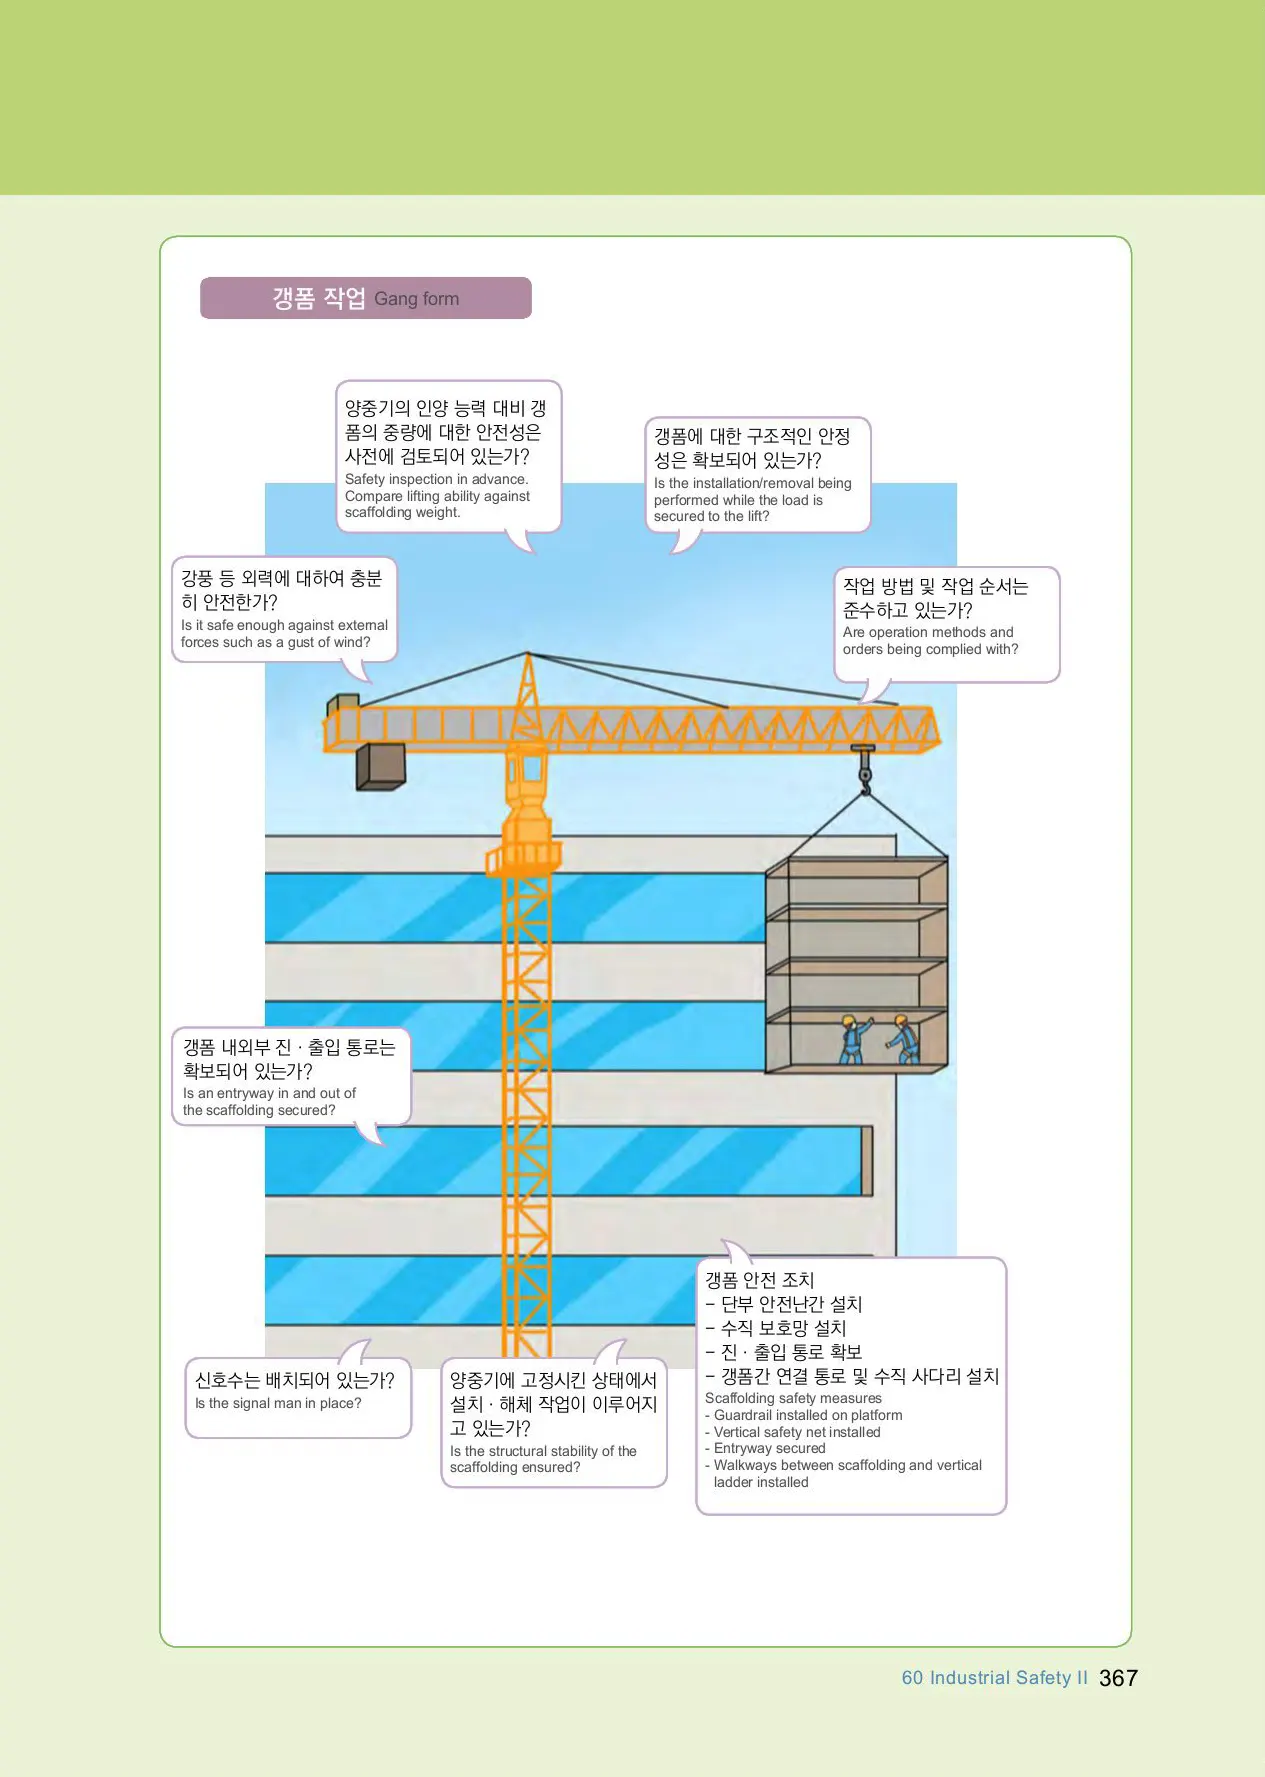 갱폼 작업 Gang form
양중기의 인양 능력 대비 갱
폼의 중량에 대한 안전성은
사전에 검토되어 있는가?
Safety inspection in advance.
Compare lifting ability against
scaffolding weight.
갱폼에 대한 구조적인 안정
성은 확보되어 있는가?
Is the installation/removal being
performed while the load is
secured to the lift?
강풍 등 외력에 대하여 충분
히 안전한가?
Is it safe enough against external
forces such as a gust of wind?
작업 방법 및 작업 순서는
준수하고 있는가?
Are operation methods and
orders being complied with?
갱폼 내외부 진 · 출입 통로는
확보되어 있는가?
Is an entryway in and out of
the scaffolding secured?
신호수는 배치되어 있는가?
Is the signal man in place?
양중기에 고정시킨 상태에서
설치 · 해체 작업이 이루어지
고 있는가?
Is the structural stability of the
scaffolding ensured?
갱폼 안전 조치
– 단부 안전난간 설치
– 수직 보호망 설치
– 진 · 출입 통로 확보
– 갱폼간 연결 통로 및 수직 사다리 설치
Scaffolding safety measures
- Guardrail installed on platform
- Vertical safety net installed
- Entryway secured
- Walkways between scaffolding and vertical
ladder installed
60 Industrial Safety II 367